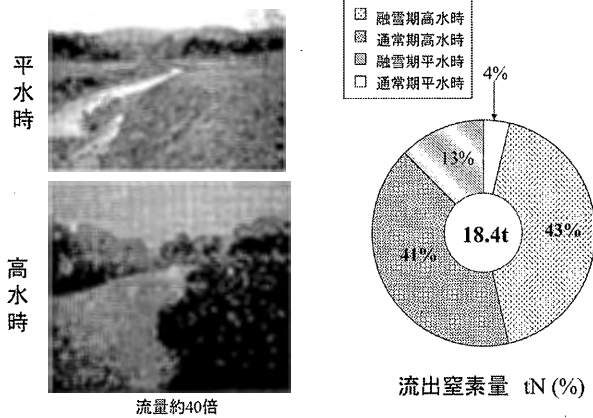 平水時
高水時
流量約40倍
融雪期高水時
通常期高水時
融雪期平水時
通常期平水時
4%
13%
43%
41%
18.4t
流出窒素量 tN (%)